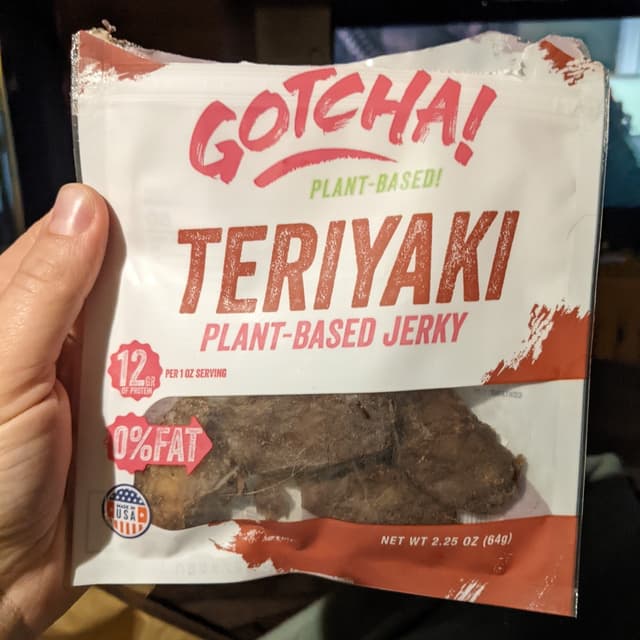 GOTCHA!
PLANT-BASED!
TERIYAKI
PLANT-BASED JERKY
12 GR
OF PROTEIN
PER 1 OZ SERVING
0% FAT
MADE IN
USA
NET WT 2.25 OZ (64g)